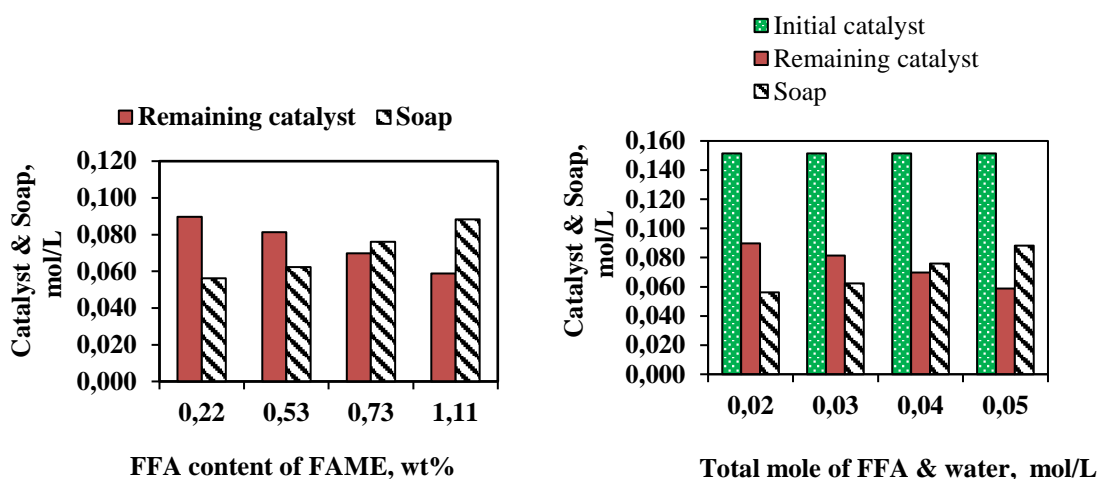 Remaining catalyst Soap
Catalyst & Soap,
mol/L
0,120
0,100
0,080
0,060
0,040
0,020
0,000
0,22 0,53 0,73 1,11
FFA content of FAME, wt%
Initial catalyst
Remaining catalyst
Soap
Catalyst & Soap,
mol/L
0,160
0,140
0,120
0,100
0,080
0,060
0,040
0,020
0,000
0,02 0,03 0,04 0,05
Total mole of FFA & water, mol/L